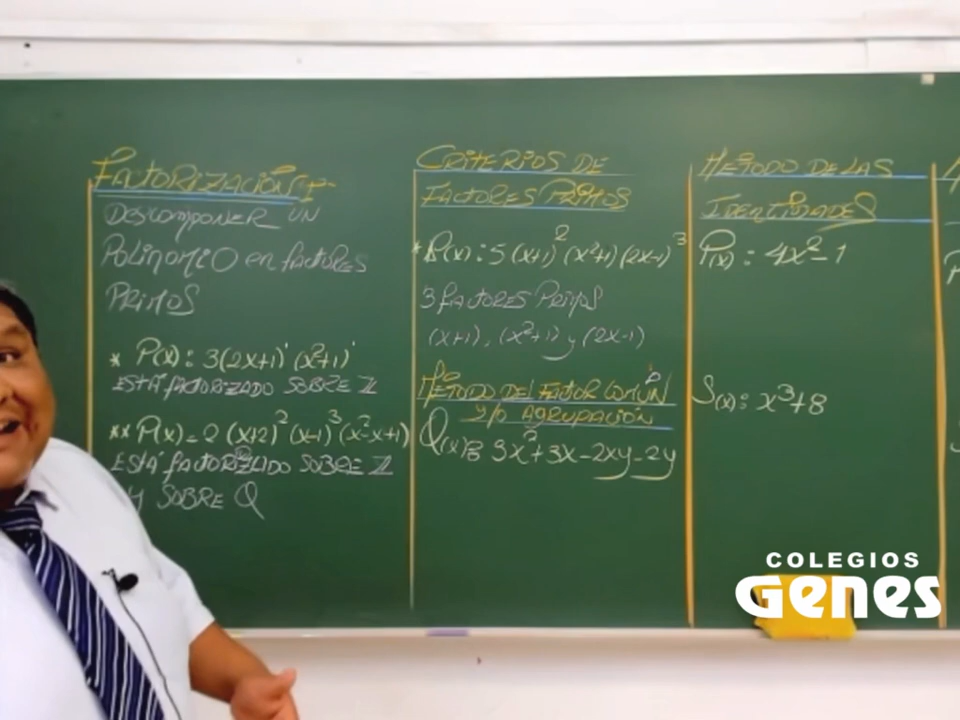 FACTORIZACIÓN I-
DESCOMPONER UN
POLINOMIO en factores
PRIMOS
* P(x): 3(2x+1)¹ (x²+1)¹
ESTÁ factorizado SOBRE ℤ
** P(x)= 2 (x+2)² (x-1)³ (x²-x+1)
ESTÁ factorizado SOBRE ℤ
Y SOBRE Q
CRITERIOS DE
FACTORES PRIMOS
* P(x): 5 (x+1)² (x²+1) (2x-1)³
3 factores Primos
(x+1), (x²+1) y (2x-1)
MÉTODO DEL FACTOR COMÚN
y/o AGRUPACIÓN
Q(x)= 3x²+3x-2xy-2y
MÉTODO DE LAS
IDENTIDADES
P(x): 4x²-1
S(x): x³+8
COLEGIOS
Genes